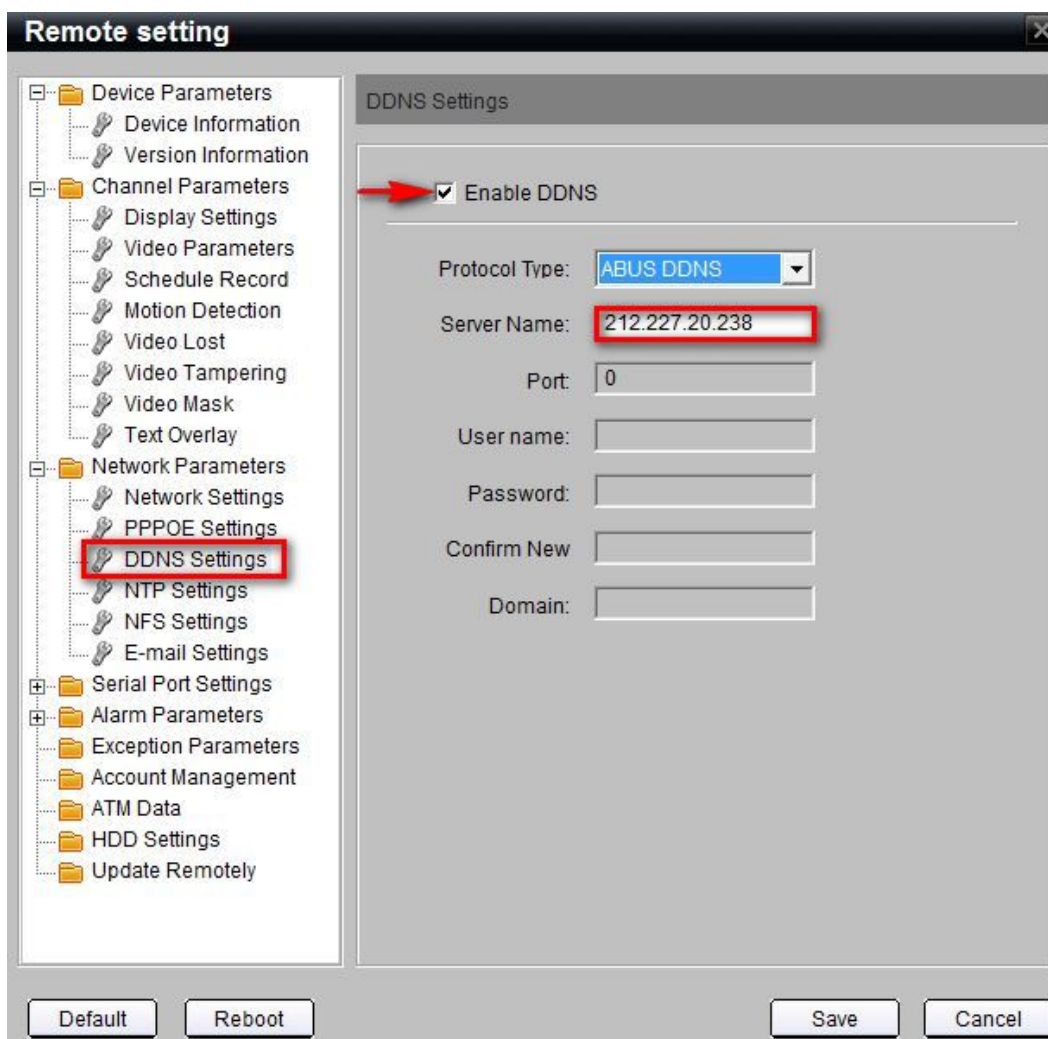 Remote setting
Device Parameters
Device Information
Version Information
Channel Parameters
Display Settings
Video Parameters
Schedule Record
Motion Detection
Video Lost
Video Tampering
Video Mask
Text Overlay
Network Parameters
Network Settings
PPPOE Settings
DDNS Settings
NTP Settings
NFS Settings
E-mail Settings
Serial Port Settings
Alarm Parameters
Exception Parameters
Account Management
ATM Data
HDD Settings
Update Remotely
DDNS Settings
Enable DDNS
Protocol Type: ABUS DDNS
Server Name: 212.227.20.238
Port: 0
User name:
Password:
Confirm New
Domain:
Default Reboot Save Cancel